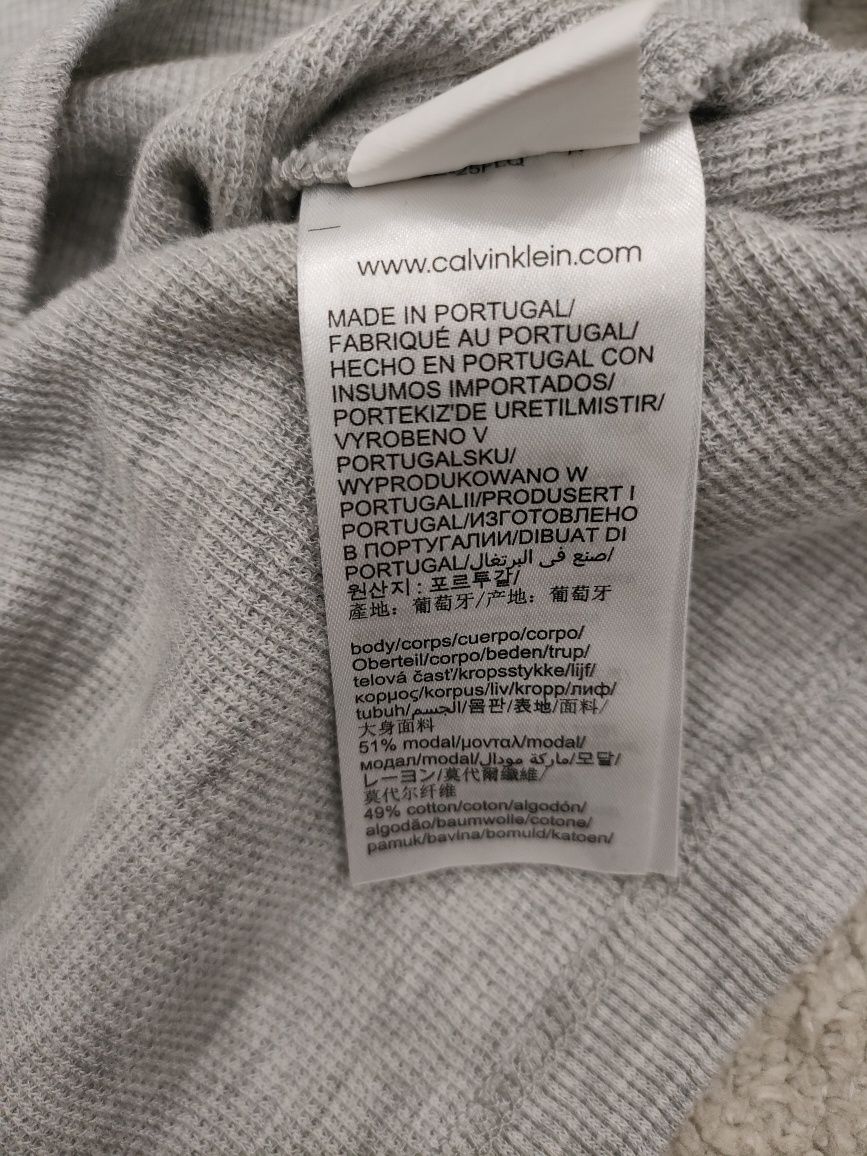 www.calvinklein.com
MADE IN PORTUGAL/
FABRIQUÉ AU PORTUGAL/
HECHO EN PORTUGAL CON
INSUMOS IMPORTADOS/
PORTEKIZ'DE URETILMISTIR/
VYROBENO V
PORTUGALSKU/
WYPRODUKOWANO W
PORTUGALII/PRODUSERT I
PORTUGAL/ИЗГОТОВЛЕНО
В ПОРТУГАЛИИ/DIBUAT DI
PORTUGAL/صنع في البرتغال/
원산지 : 포르투갈/
產地：葡萄牙/产地：葡萄牙
body/corps/cuerpo/corpo/
Oberteil/corpo/beden/trup/
telová časť/kropsstykke/lijf/
κορμος/korpus/liv/kropp/лиф/
tubuh/الجسم/몸판/表地/面料/
大身面料
51% modal/μονταλ/modal/
модал/modal/ماركة مودال/모달/
レーヨン/莫代爾纖維/
莫代尔纤维
49% cotton/coton/algodón/
algodão/baumwolle/cotone/
pamuk/bavlna/bomuld/katoen/